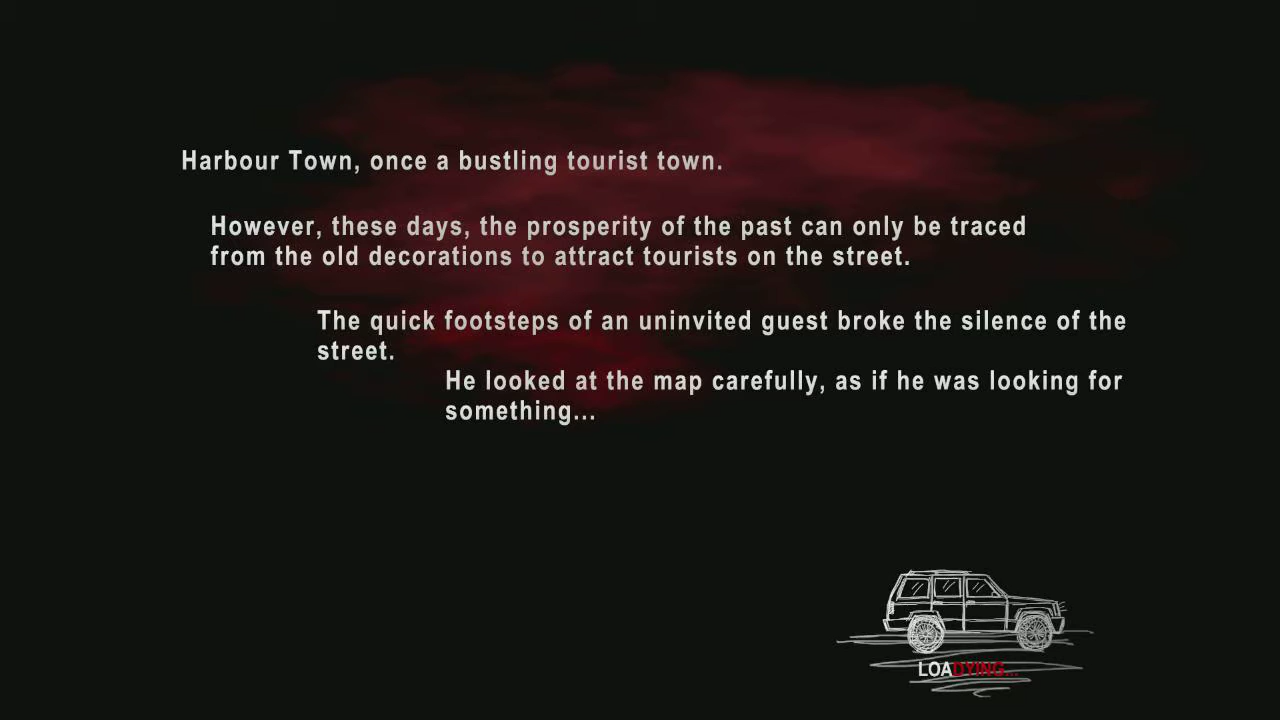 Harbour Town, once a bustling tourist town.
However, these days, the prosperity of the past can only be traced
from the old decorations to attract tourists on the street.
The quick footsteps of an uninvited guest broke the silence of the
street.
He looked at the map carefully, as if he was looking for
something...
LOADYING...